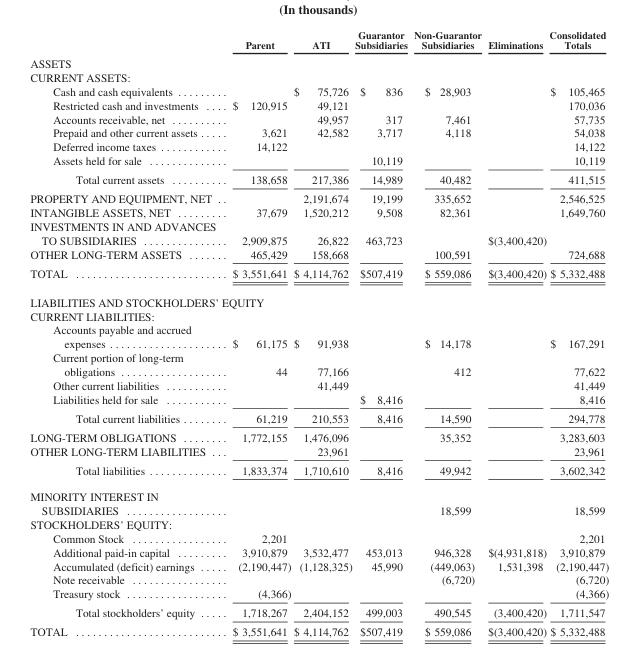 (In thousands)
Guarantor Non-Guarantor Consolidated
Parent ATI Subsidiaries Subsidiaries Eliminations Totals
ASSETS
CURRENT ASSETS:
Cash and cash equivalents ......... $ 75,726 $ 836 $ 28,903 $ 105,465
Restricted cash and investments .... $ 120,915 49,121 170,036
Accounts receivable, net .......... 49,957 317 7,461 57,735
Prepaid and other current assets ..... 3,621 42,582 3,717 4,118 54,038
Deferred income taxes ............ 14,122 14,122
Assets held for sale .............. 10,119 10,119
Total current assets .......... 138,658 217,386 14,989 40,482 411,515
PROPERTY AND EQUIPMENT, NET .. 2,191,674 19,199 335,652 2,546,525
INTANGIBLE ASSETS, NET ......... 37,679 1,520,212 9,508 82,361 1,649,760
INVESTMENTS IN AND ADVANCES
TO SUBSIDIARIES ............... 2,909,875 26,822 463,723 $(3,400,420)
OTHER LONG-TERM ASSETS ....... 465,429 158,668 100,591 724,688
TOTAL ........................... $ 3,551,641 $ 4,114,762 $507,419 $ 559,086 $(3,400,420) $ 5,332,488
LIABILITIES AND STOCKHOLDERS' EQUITY
CURRENT LIABILITIES:
Accounts payable and accrued
expenses ..................... $ 61,175 $ 91,938 $ 14,178 $ 167,291
Current portion of long-term
obligations .................... 44 77,166 412 77,622
Other current liabilities ........... 41,449 41,449
Liabilities held for sale ........... $ 8,416 8,416
Total current liabilities ........ 61,219 210,553 8,416 14,590 294,778
LONG-TERM OBLIGATIONS ........ 1,772,155 1,476,096 35,352 3,283,603
OTHER LONG-TERM LIABILITIES ... 23,961 23,961
Total liabilities .............. 1,833,374 1,710,610 8,416 49,942 3,602,342
MINORITY INTEREST IN
SUBSIDIARIES .................. 18,599 18,599
STOCKHOLDERS' EQUITY:
Common Stock ................. 2,201 2,201
Additional paid-in capital ......... 3,910,879 3,532,477 453,013 946,328 $(4,931,818) 3,910,879
Accumulated (deficit) earnings ..... (2,190,447) (1,128,325) 45,990 (449,063) 1,531,398 (2,190,447)
Note receivable ................. (6,720) (6,720)
Treasury stock .................. (4,366) (4,366)
Total stockholders' equity ..... 1,718,267 2,404,152 499,003 490,545 (3,400,420) 1,711,547
TOTAL ........................... $ 3,551,641 $ 4,114,762 $507,419 $ 559,086 $(3,400,420) $ 5,332,488